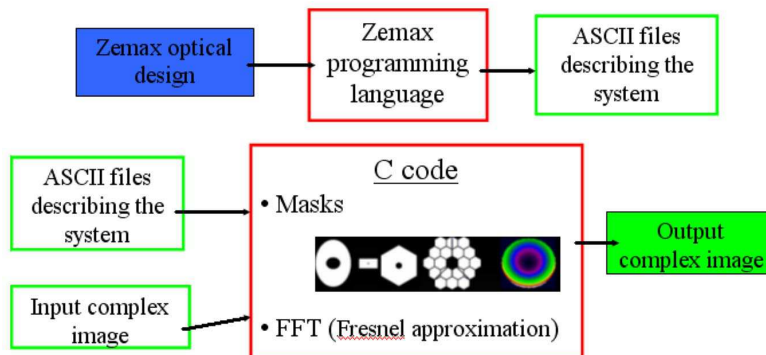 Zemax optical
design
Zemax
programming
language
ASCII files
describing the
system
ASCII files
describing the
system
Input complex
image
C code
• Masks
• FFT (Fresnel approximation)
Output
complex image